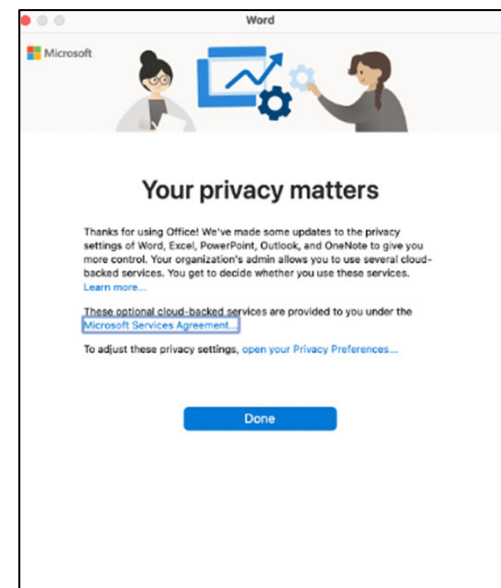 Word
Microsoft
Your privacy matters
Thanks for using Office! We've made some updates to the privacy
settings of Word, Excel, PowerPoint, Outlook, and OneNote to give you
more control. Your organization's admin allows you to use several cloud-
backed services. You get to decide whether you use these services.
Learn more...
These optional cloud-backed services are provided to you under the
Microsoft Services Agreement...
To adjust these privacy settings, open your Privacy Preferences...
Done